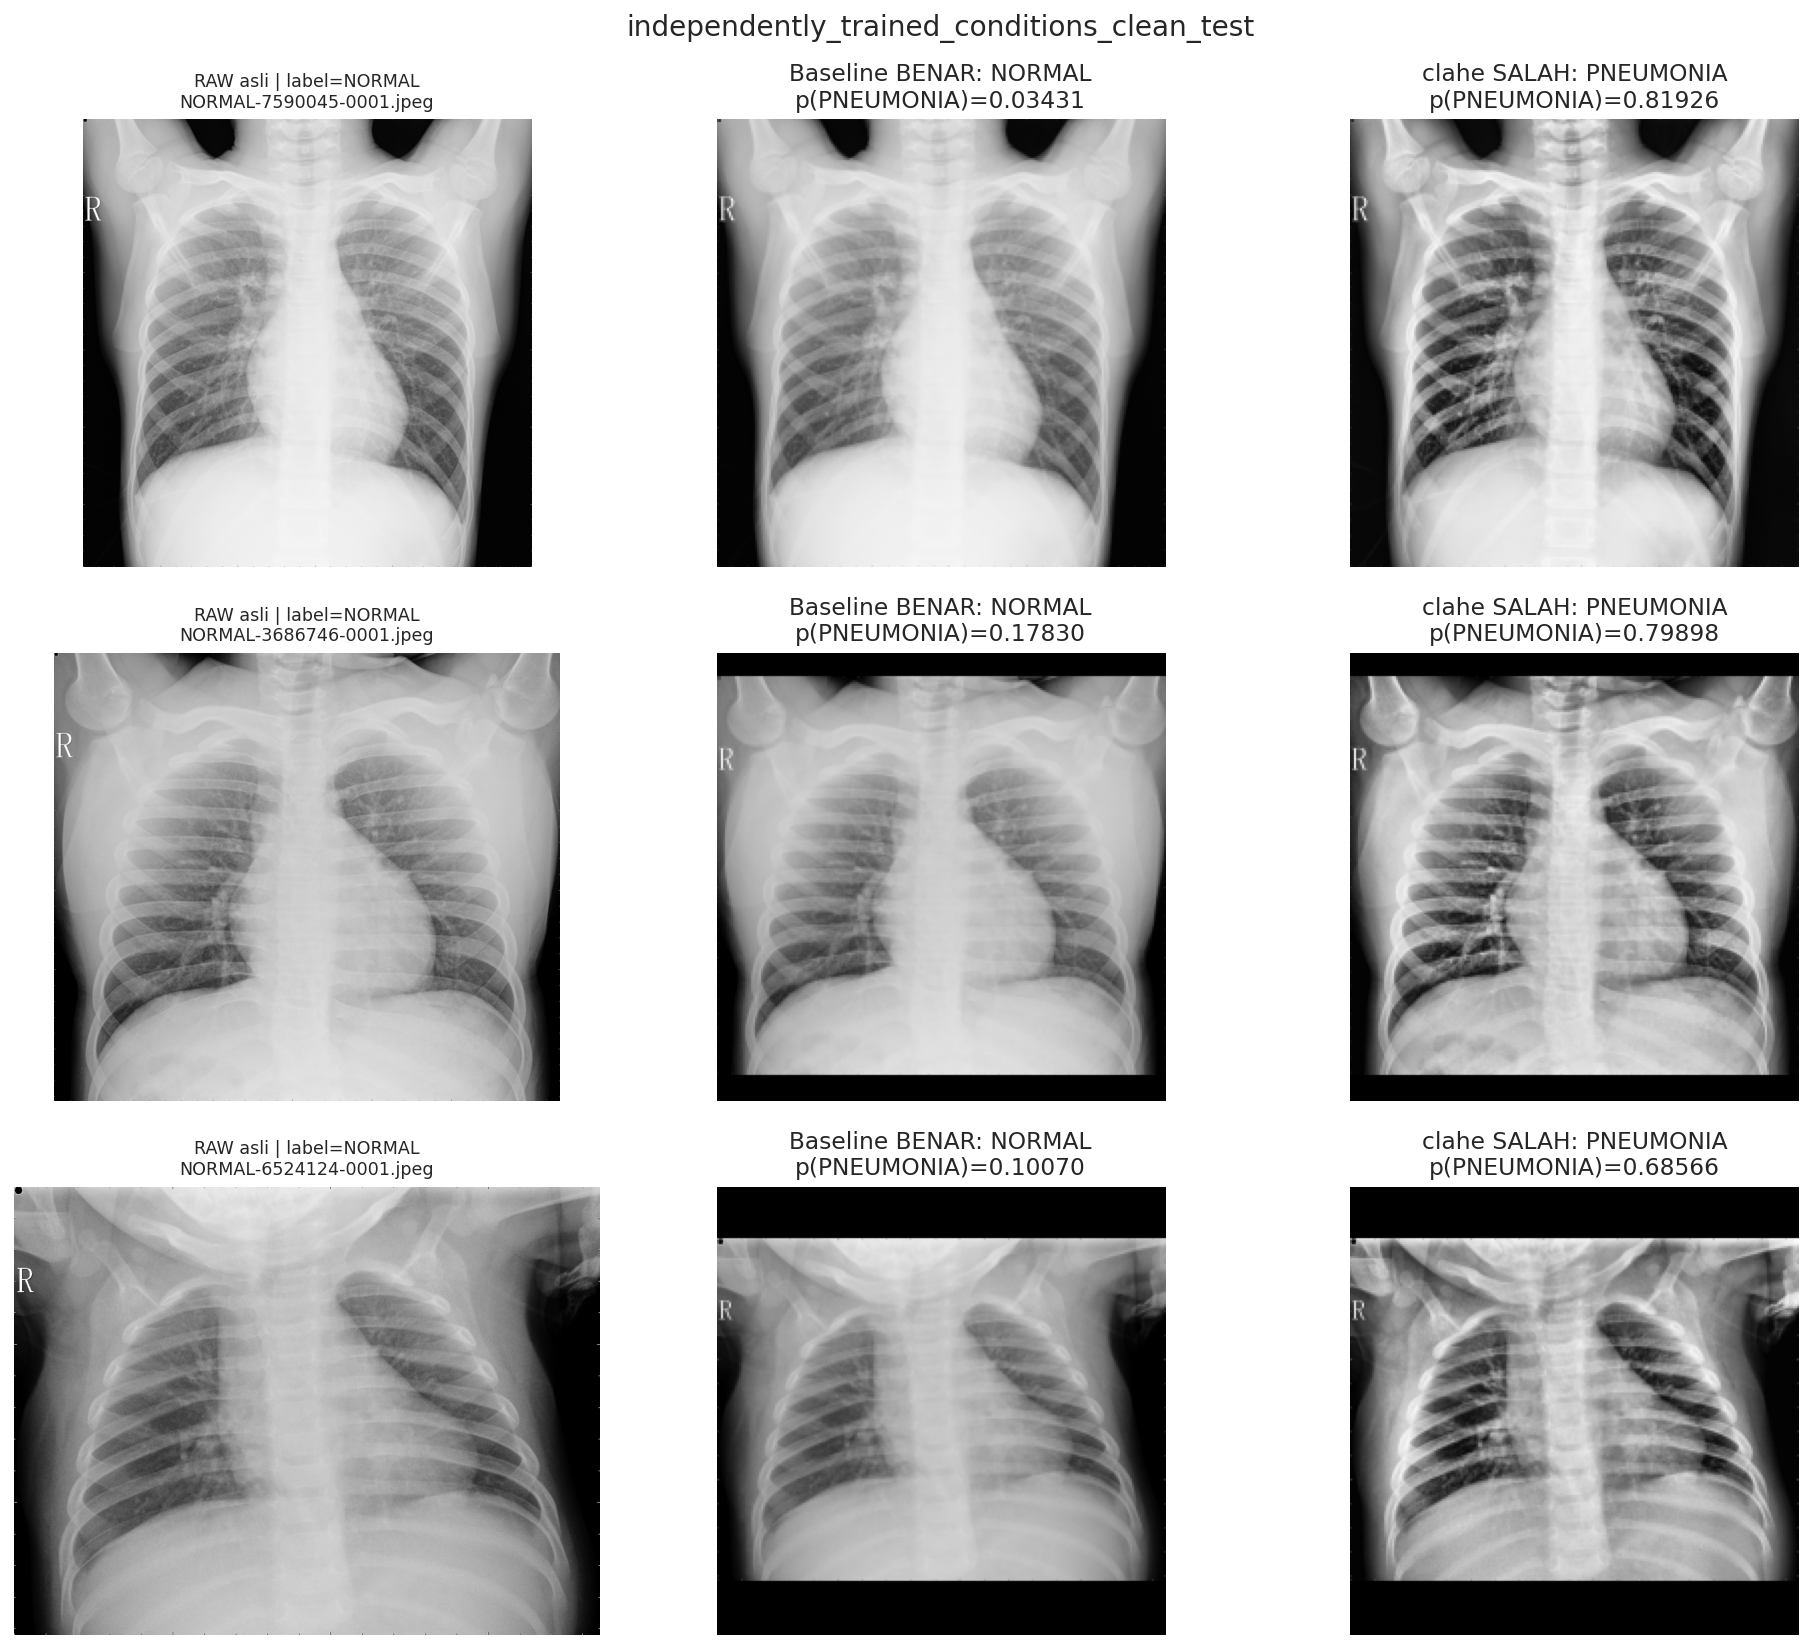 independently_trained_conditions_clean_test
RAW asli | label=NORMAL
NORMAL-7590045-0001.jpeg
Baseline BENAR: NORMAL
p(PNEUMONIA)=0.03431
clahe SALAH: PNEUMONIA
p(PNEUMONIA)=0.81926
R
R
R
RAW asli | label=NORMAL
NORMAL-3686746-0001.jpeg
Baseline BENAR: NORMAL
p(PNEUMONIA)=0.17830
clahe SALAH: PNEUMONIA
p(PNEUMONIA)=0.79898
R
R
R
RAW asli | label=NORMAL
NORMAL-6524124-0001.jpeg
Baseline BENAR: NORMAL
p(PNEUMONIA)=0.10070
clahe SALAH: PNEUMONIA
p(PNEUMONIA)=0.68566
R
R
R